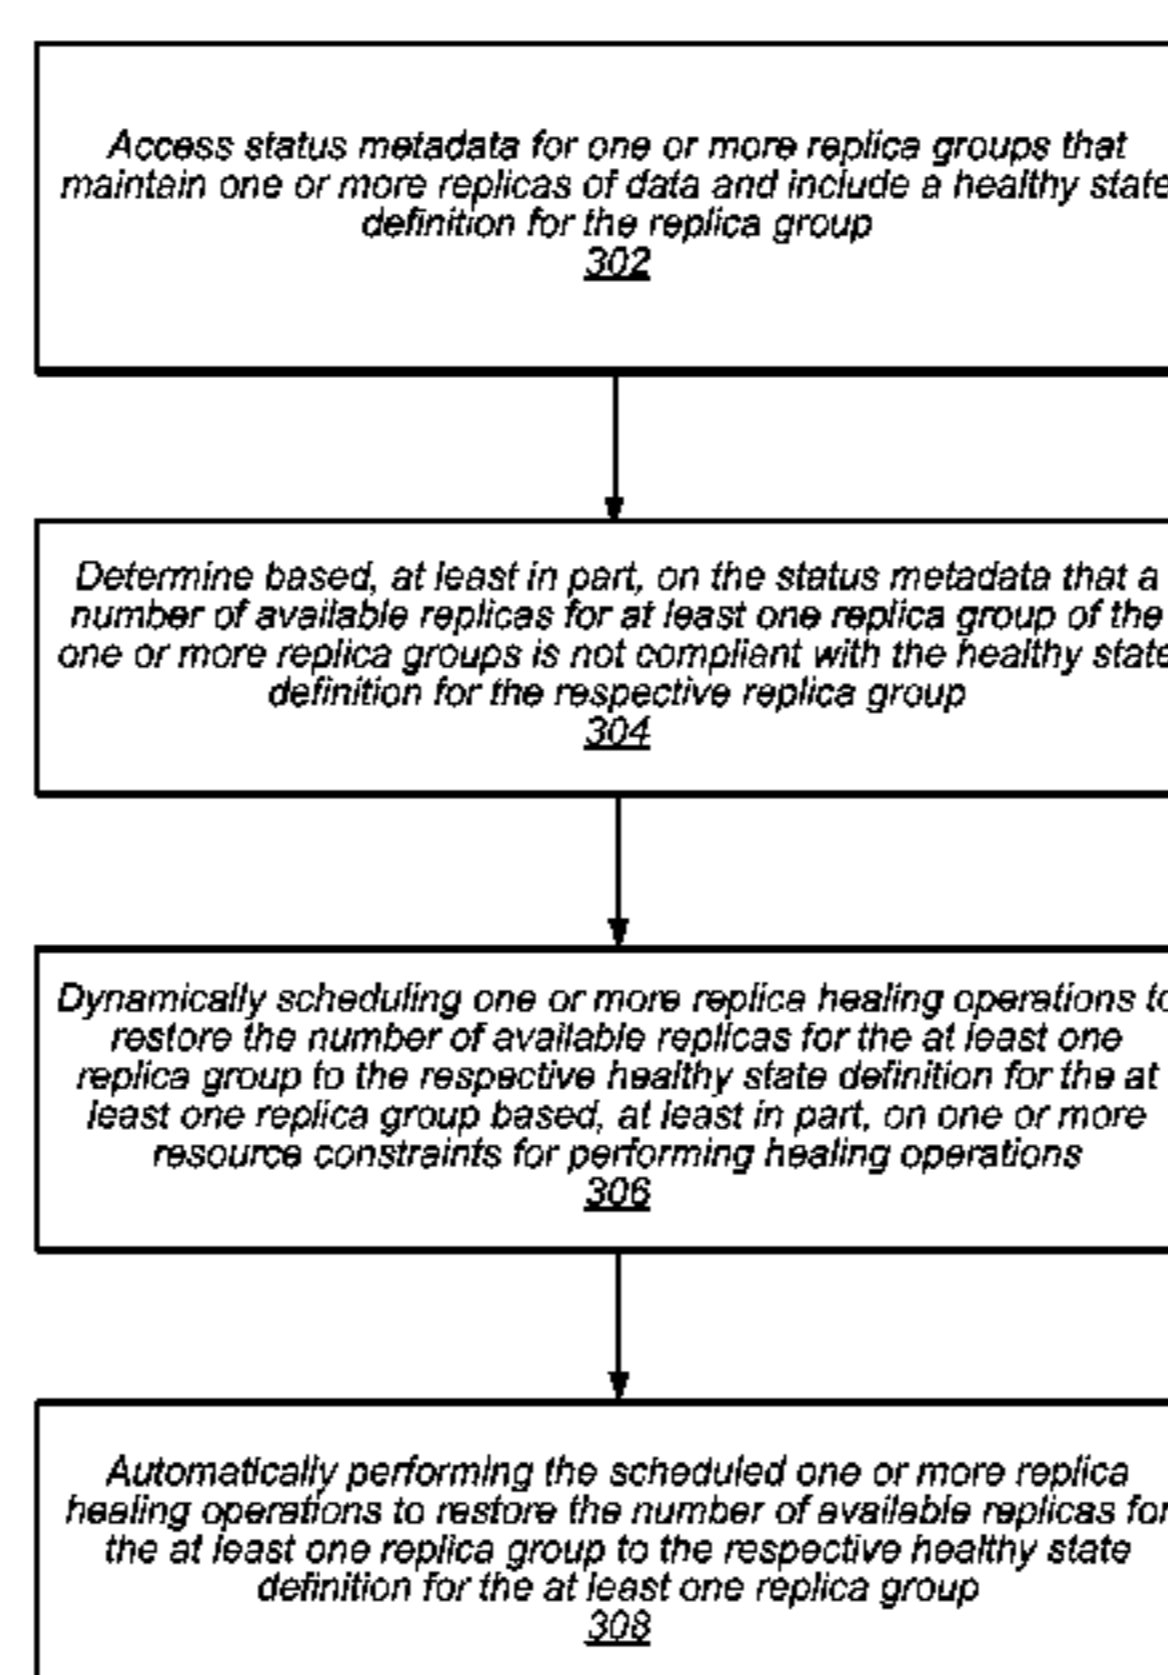 Access status metadata for one or more replica groups that
maintain one or more replicas of data and include a healthy state
definition for the replica group
302
Determine based, at least in part, on the status metadata that a
number of available replicas for at least one replica group of the
one or more replica groups is not compliant with the healthy state
definition for the respective replica group
304
Dynamically scheduling one or more replica healing operations to
restore the number of available replicas for the at least one
replica group to the respective healthy state definition for the at
least one replica group based, at least in part, on one or more
resource constraints for performing healing operations
306
Automatically performing the scheduled one or more replica
healing operations to restore the number of available replicas for
the at least one replica group to the respective healthy state
definition for the at least one replica group
308